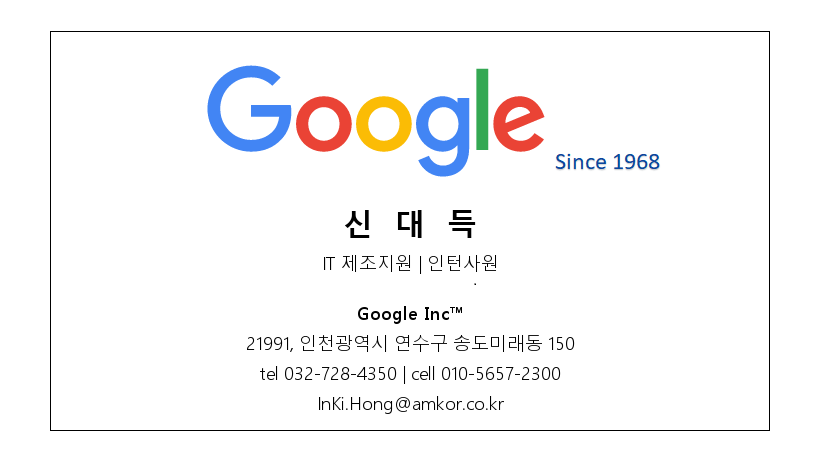 Google
Since 1968
신 대 득
IT 제조지원 | 인턴사원
Google Inc™
21991, 인천광역시 연수구 송도미래동 150
tel 032-728-4350 | cell 010-5657-2300
InKi.Hong@amkor.co.kr